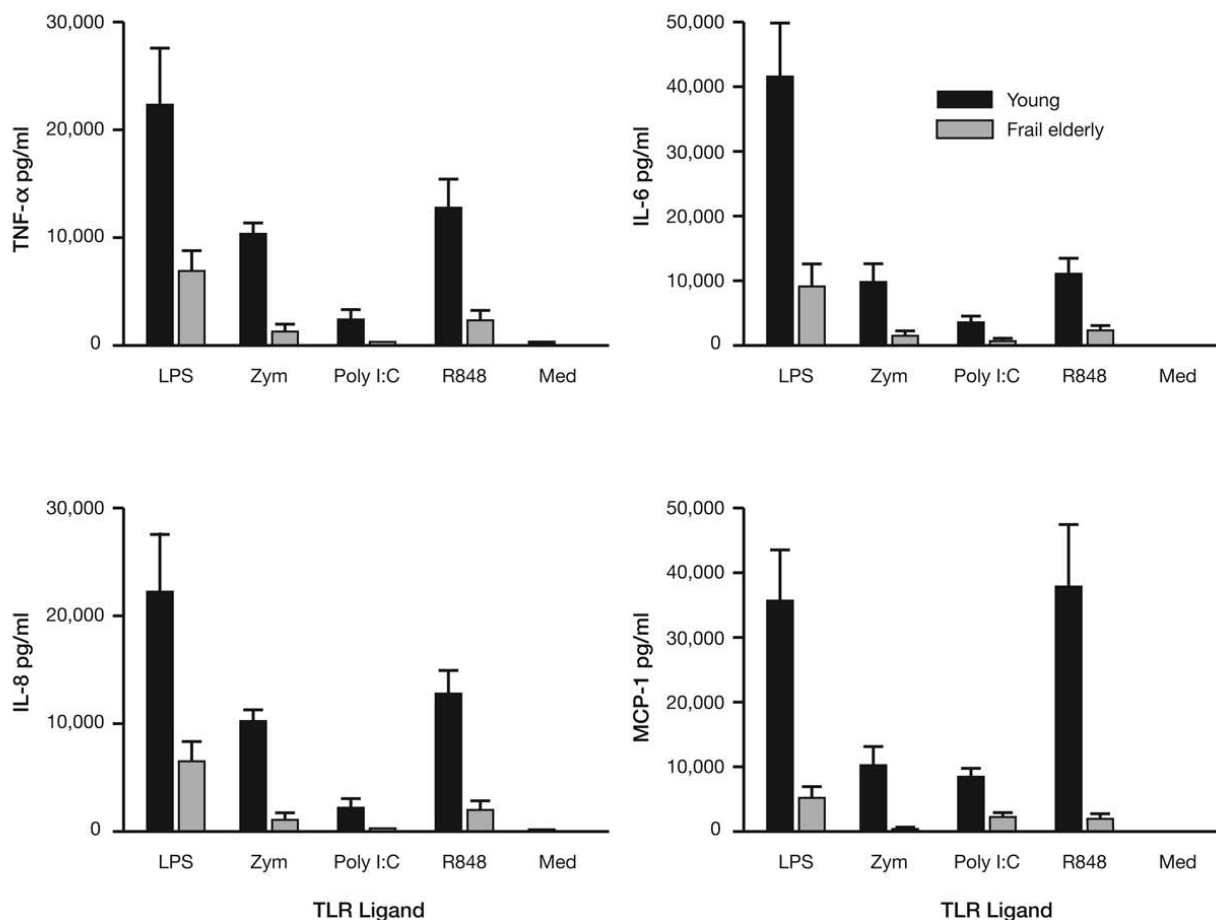 30,000
20,000
10,000
0
TNF-α pg/ml
LPS Zym Poly I:C R848 Med
50,000
40,000
30,000
20,000
10,000
0
IL-6 pg/ml
Young
Frail elderly
LPS Zym Poly I:C R848 Med
30,000
20,000
10,000
0
IL-8 pg/ml
LPS Zym Poly I:C R848 Med
TLR Ligand
50,000
40,000
30,000
20,000
10,000
0
MCP-1 pg/ml
LPS Zym Poly I:C R848 Med
TLR Ligand